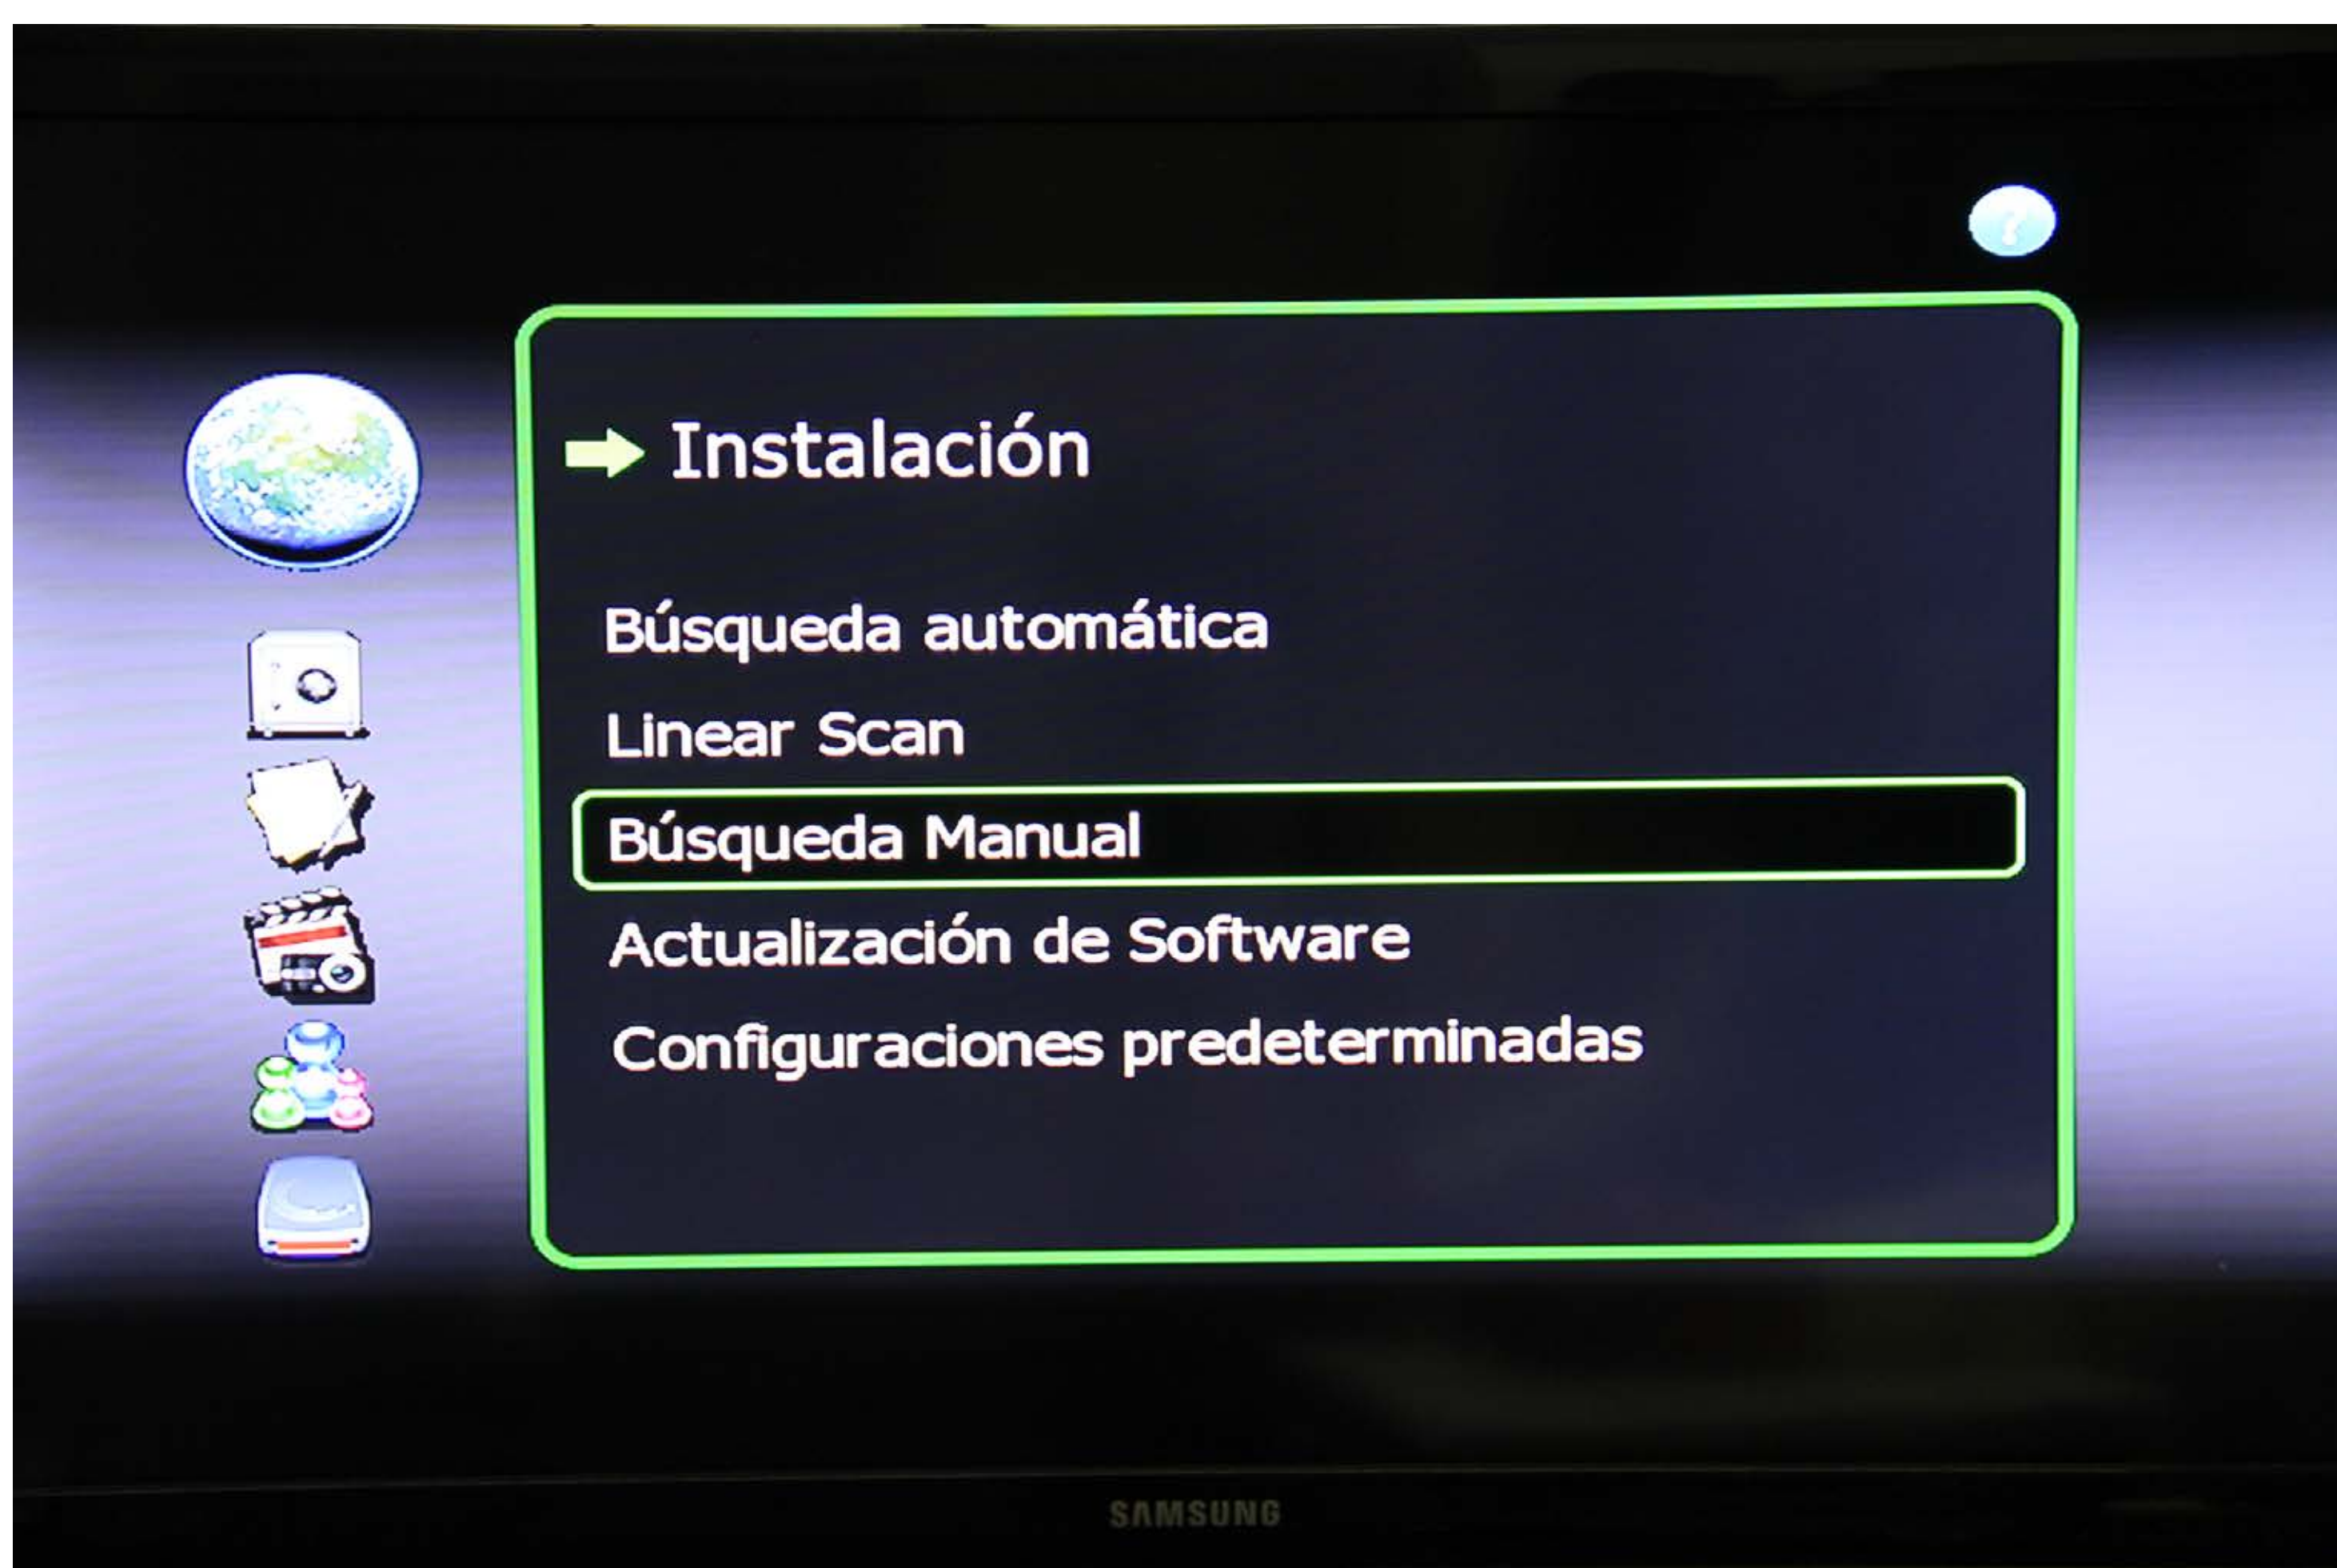 ?
Instalación
Búsqueda automática
Linear Scan
Búsqueda Manual
Actualización de Software
Configuraciones predeterminadas
SAMSUNG